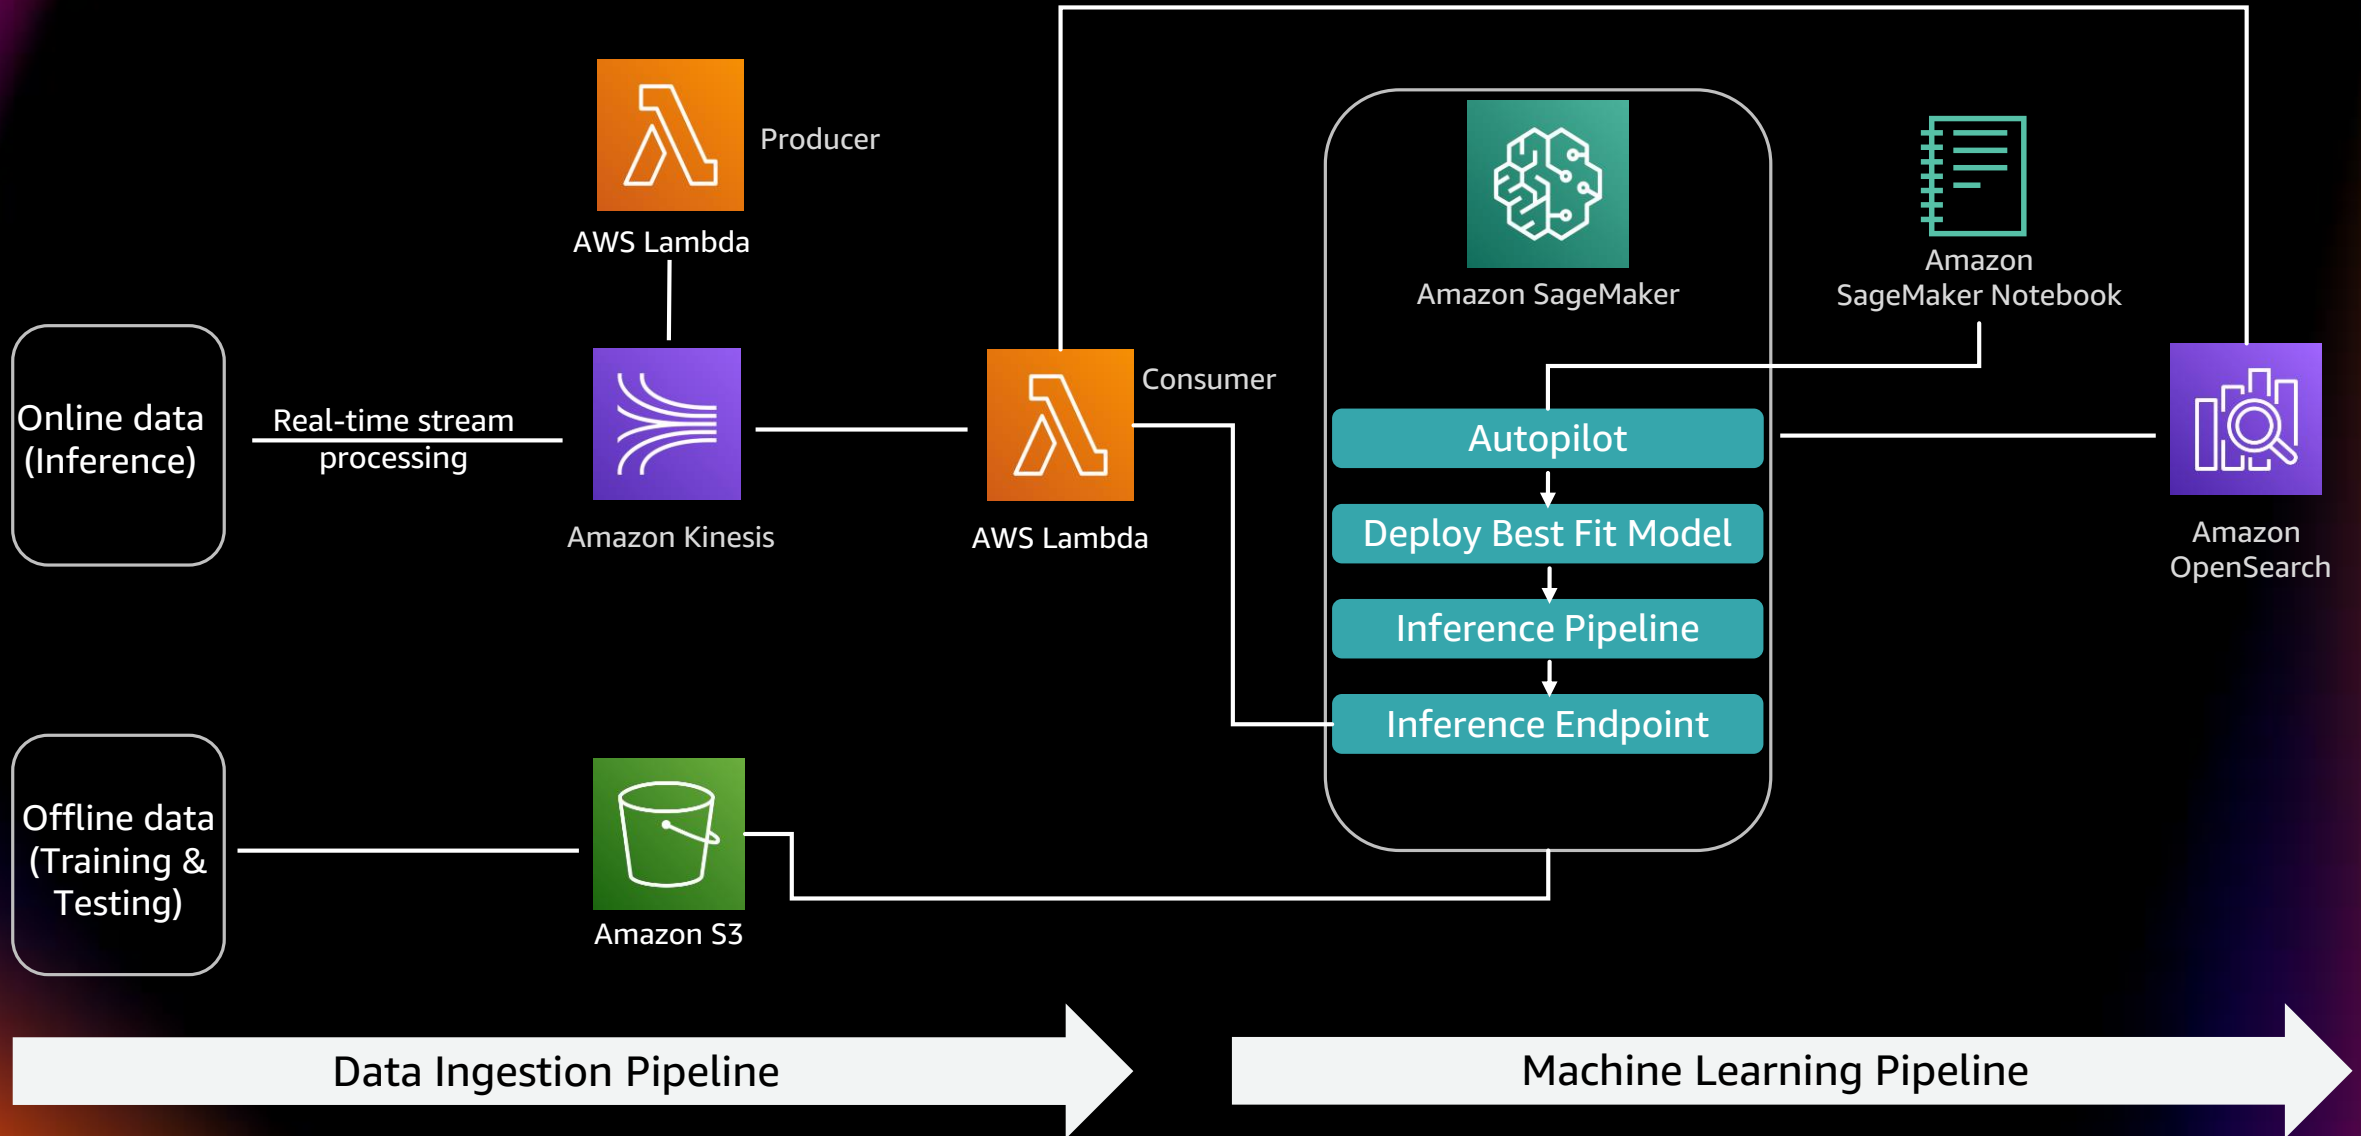 Producer
AWS Lambda
Online data
(Inference)
Real-time stream
processing
Amazon Kinesis
Consumer
AWS Lambda
Amazon SageMaker
Amazon
SageMaker Notebook
Autopilot
Deploy Best Fit Model
Inference Pipeline
Inference Endpoint
Amazon
OpenSearch
Offline data
(Training &
Testing)
Amazon S3
Data Ingestion Pipeline
Machine Learning Pipeline